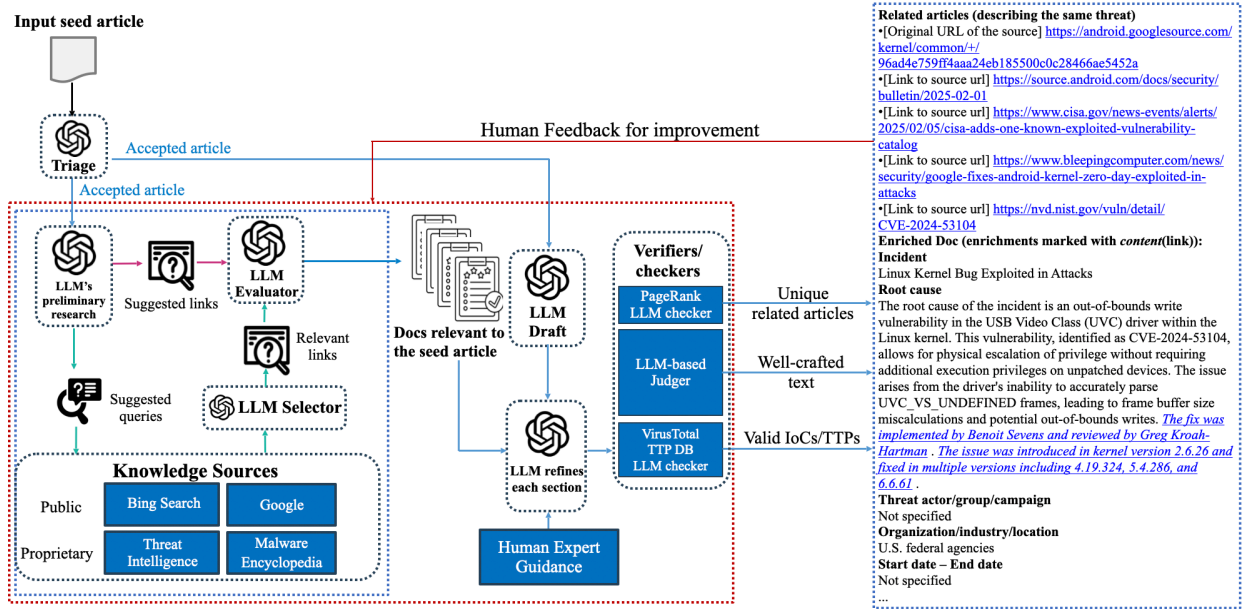 Input seed article
Triage
Accepted article
Accepted article
Human Feedback for improvement
LLM's
preliminary
research
Suggested links
LLM
Evaluator
Suggested
queries
Relevant
links
LLM Selector
Knowledge Sources
Public
Bing Search
Google
Proprietary
Threat
Intelligence
Malware
Encyclopedia
Docs relevant to
the seed article
LLM
Draft
LLM refines
each section
Human Expert
Guidance
Verifiers/
checkers
PageRank
LLM checker
LLM-based
Judger
VirusTotal
TTP DB
LLM checker
Unique
related articles
Well-crafted
text
Valid IoCs/TTPs
Related articles (describing the same threat)
•[Original URL of the source] https://android.googlesource.com/
kernel/common/+/
96ad4e759ff4aaa24eb185500c0c28466ae5452a
•[Link to source url] https://source.android.com/docs/security/
bulletin/2025-02-01
•[Link to source url] https://www.cisa.gov/news-events/alerts/
2025/02/05/cisa-adds-one-known-exploited-vulnerability-
catalog
•[Link to source url] https://www.bleepingcomputer.com/news/
security/google-fixes-android-kernel-zero-day-exploited-in-
attacks
•[Link to source url] https://nvd.nist.gov/vuln/detail/
CVE-2024-53104
Enriched Doc (enrichments marked with content(link)):
Incident
Linux Kernel Bug Exploited in Attacks
Root cause
The root cause of the incident is an out-of-bounds write
vulnerability in the USB Video Class (UVC) driver within the
Linux kernel. This vulnerability, identified as CVE-2024-53104,
allows for physical escalation of privilege without requiring
additional execution privileges on unpatched devices. The issue
arises from the driver's inability to accurately parse
UVC_VS_UNDEFINED frames, leading to frame buffer size
miscalculations and potential out-of-bounds writes. The fix was
implemented by Benoit Sevens and reviewed by Greg Kroah-
Hartman . The issue was introduced in kernel version 2.6.26 and
fixed in multiple versions including 4.19.324, 5.4.286, and
6.6.61 .
Threat actor/group/campaign
Not specified
Organization/industry/location
U.S. federal agencies
Start date – End date
Not specified
...